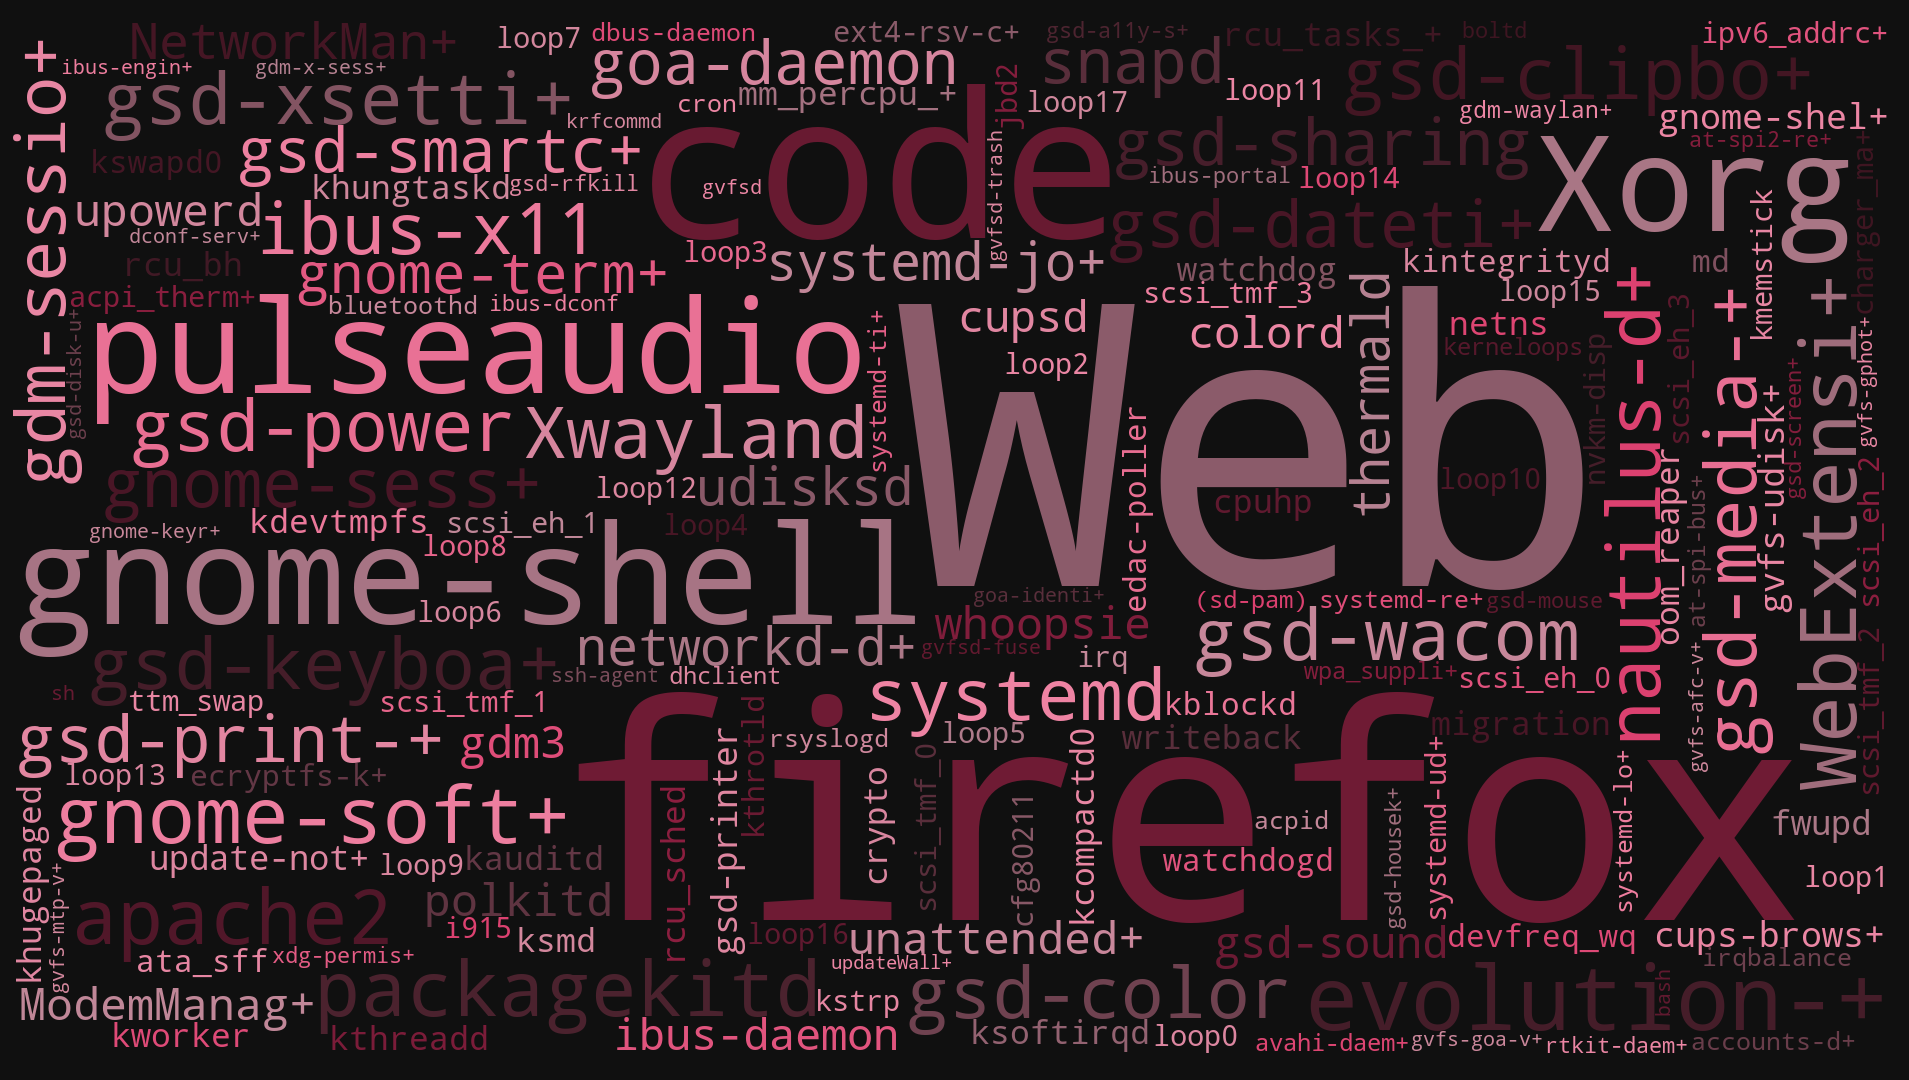 NetworkMan+
loop7
dbus-daemon
ext4-rsv-c+
gsd-a11y-s+
rcu_tasks_+
boltd
ipv6_addrc+
ibus-engin+
gdm-x-sess+
goa-daemon
snapd
gsd-clipbo+
gdm-sessio+
gsd-xsetti+
cron
mm_percpu_+
jbd2
loop17
loop11
gdm-waylan+
gnome-shel+
krfcommd
code
gvfsd-trash
gsd-sharing
Xorg
at-spi2-re+
charger_ma+
kswapd0
gsd-smartc+
khungtaskd
gsd-rfkill
gvfsd
ibus-portal
loop14
upowerd
ibus-x11
gsd-dateti+
kmemstick
dconf-serv+
rcu_bh
gnome-term+
loop3
systemd-jo+
watchdog
kintegrityd
md
acpi_therm+
bluetoothd
ibus-dconf
scsi_tmf_3
loop15
gsd-disk-u+
pulseaudio
systemd-ti+
cupsd
colord
thermald
netns
kerneloops
nvkm-disp
nautilus-d+
scsi_eh_3
gsd-media-+
WebExtensi+
gvfs-gphot+
loop2
Web
gsd-screen+
gsd-power
Xwayland
edac-poller
gvfs-udisk+
gnome-sess+
loop12
udisksd
cpuhp
loop10
oom_reaper
at-spi-bus+
scsi_eh_2
gnome-keyr+
kdevtmpfs
scsi_eh_1
loop4
loop8
gnome-shell
loop6
goa-identi+
(sd-pam)
systemd-re+
gsd-mouse
whoopsie
gsd-wacom
gsd-keyboa+
networkd-d+
gvfsd-fuse
irq
wpa_suppli+
scsi_eh_0
gvfs-afc-v+
scsi_tmf_2
sh
ttm_swap
scsi_tmf_1
ssh-agent
dhclient
systemd
kblockd
gsd-print-+
gdm3
gsd-printer
kthrotld
rsyslogd
loop5
writeback
migration
loop13
ecryptfs-k+
firefox
khugepaged
gnome-soft+
rcu_sched
crypto
scsi_tmf_0
cfg80211
kcompactd0
acpid
gsd-housek+
systemd-ud+
systemd-lo+
fwupd
update-not+
loop9
kauditd
watchdogd
loop1
gvfs-mtp-v+
apache2
polkitd
i915
ksmd
loop16
unattended+
gsd-sound
devfreq_wq
cups-brows+
ata_sff
xdg-permis+
updateWall+
irqbalance
ModemManag+
packagekitd
kstrp
gsd-color
evolution-+
bash
kworker
kthreadd
ibus-daemon
ksoftirqd
loop0
avahi-daem+
gvfs-goa-v+
rtkit-daem+
accounts-d+